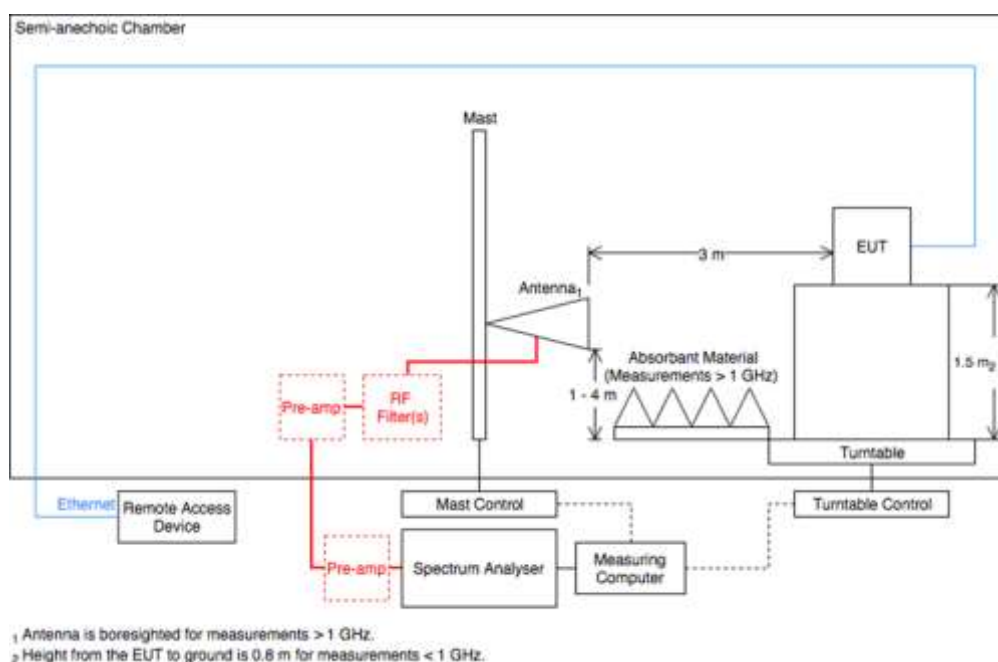 Semi-anechoic Chamber
Mast
EUT
3 m
Antenna1
Absorbant Material
(Measurements > 1 GHz)
1.5 m2
1 - 4 m
Pre-amp
RF
Filter(s)
Turntable
Ethernet
Remote Access
Device
Mast Control
Turntable Control
Pre-amp
Spectrum Analyser
Measuring
Computer
1 Antenna is boresighted for measurements > 1 GHz.
2 Height from the EUT to ground is 0.8 m for measurements < 1 GHz.